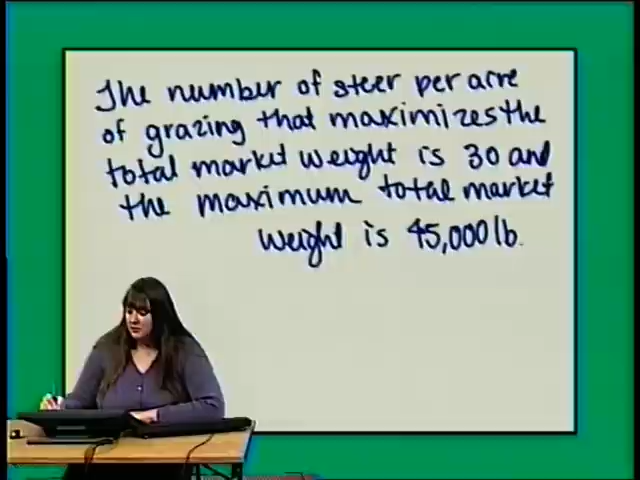 The number of steer per acre
of grazing that maximizes the
total market weight is 30 and
the maximum total market
weight is 45,000 lb.